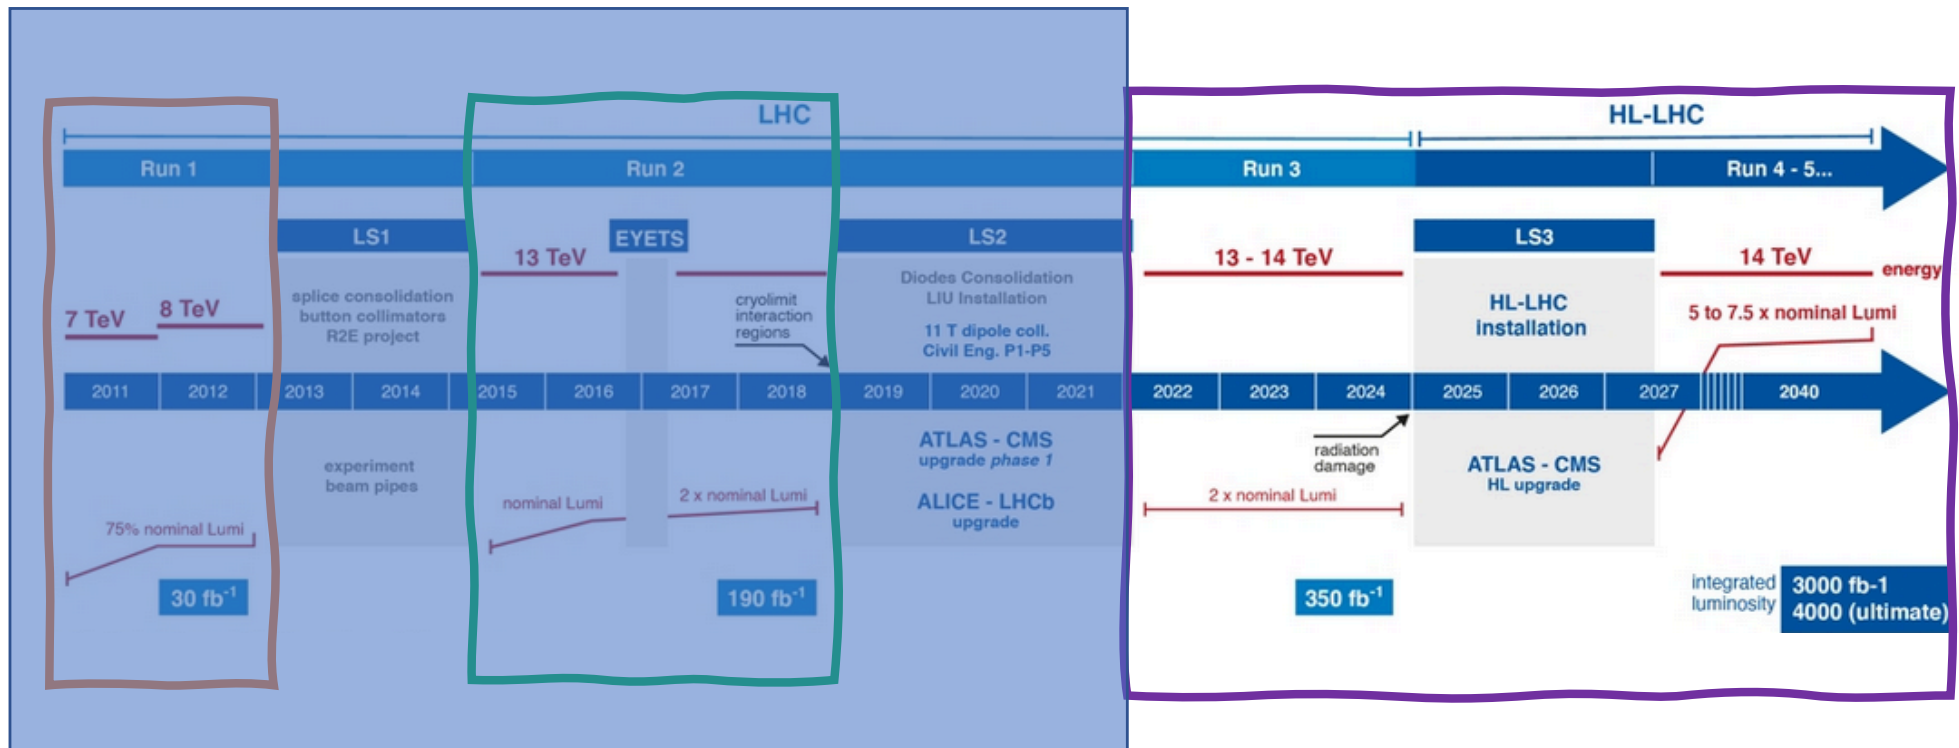 LHC
HL-LHC
Run 1
Run 2
Run 3
Run 4 - 5...
LS1
EYETS
LS2
LS3
13 TeV
13 - 14 TeV
14 TeV
energy
7 TeV
8 TeV
splice consolidation
button collimators
R2E project
cryolimit
interaction
regions
Diodes Consolidation
LIU Installation
11 T dipole coll.
Civil Eng. P1-P5
HL-LHC
installation
5 to 7.5 x nominal Lumi
2011
2012
2013
2014
2015
2016
2017
2018
2019
2020
2021
2022
2023
2024
2025
2026
2027
2040
experiment
beam pipes
ATLAS - CMS
upgrade phase 1
ALICE - LHCb
upgrade
radiation
damage
ATLAS - CMS
HL upgrade
75% nominal Lumi
nominal Lumi
2 x nominal Lumi
2 x nominal Lumi
30 fb⁻¹
190 fb⁻¹
350 fb⁻¹
integrated
luminosity
3000 fb-1
4000 (ultimate)